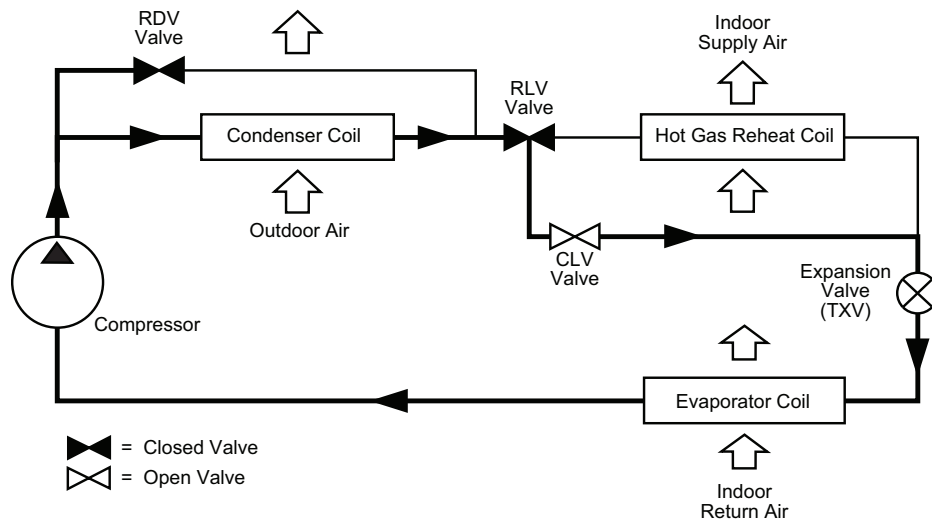 RDV
Valve
Indoor
Supply Air
RLV
Valve
Condenser Coil
Hot Gas Reheat Coil
Outdoor Air
CLV
Valve
Expansion
Valve
(TXV)
Compressor
Evaporator Coil
= Closed Valve
= Open Valve
Indoor
Return Air